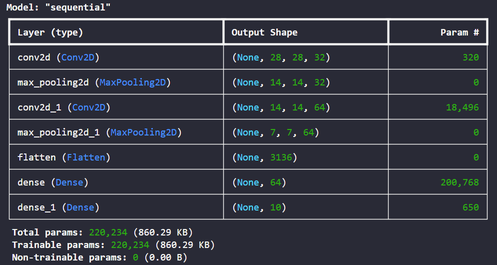 Model: "sequential"
Layer (type) Output Shape Param #
conv2d (Conv2D) (None, 28, 28, 32) 320
max_pooling2d (MaxPooling2D) (None, 14, 14, 32) 0
conv2d_1 (Conv2D) (None, 14, 14, 64) 18,496
max_pooling2d_1 (MaxPooling2D) (None, 7, 7, 64) 0
flatten (Flatten) (None, 3136) 0
dense (Dense) (None, 64) 200,768
dense_1 (Dense) (None, 10) 650
Total params: 220,234 (860.29 KB)
Trainable params: 220,234 (860.29 KB)
Non-trainable params: 0 (0.00 B)